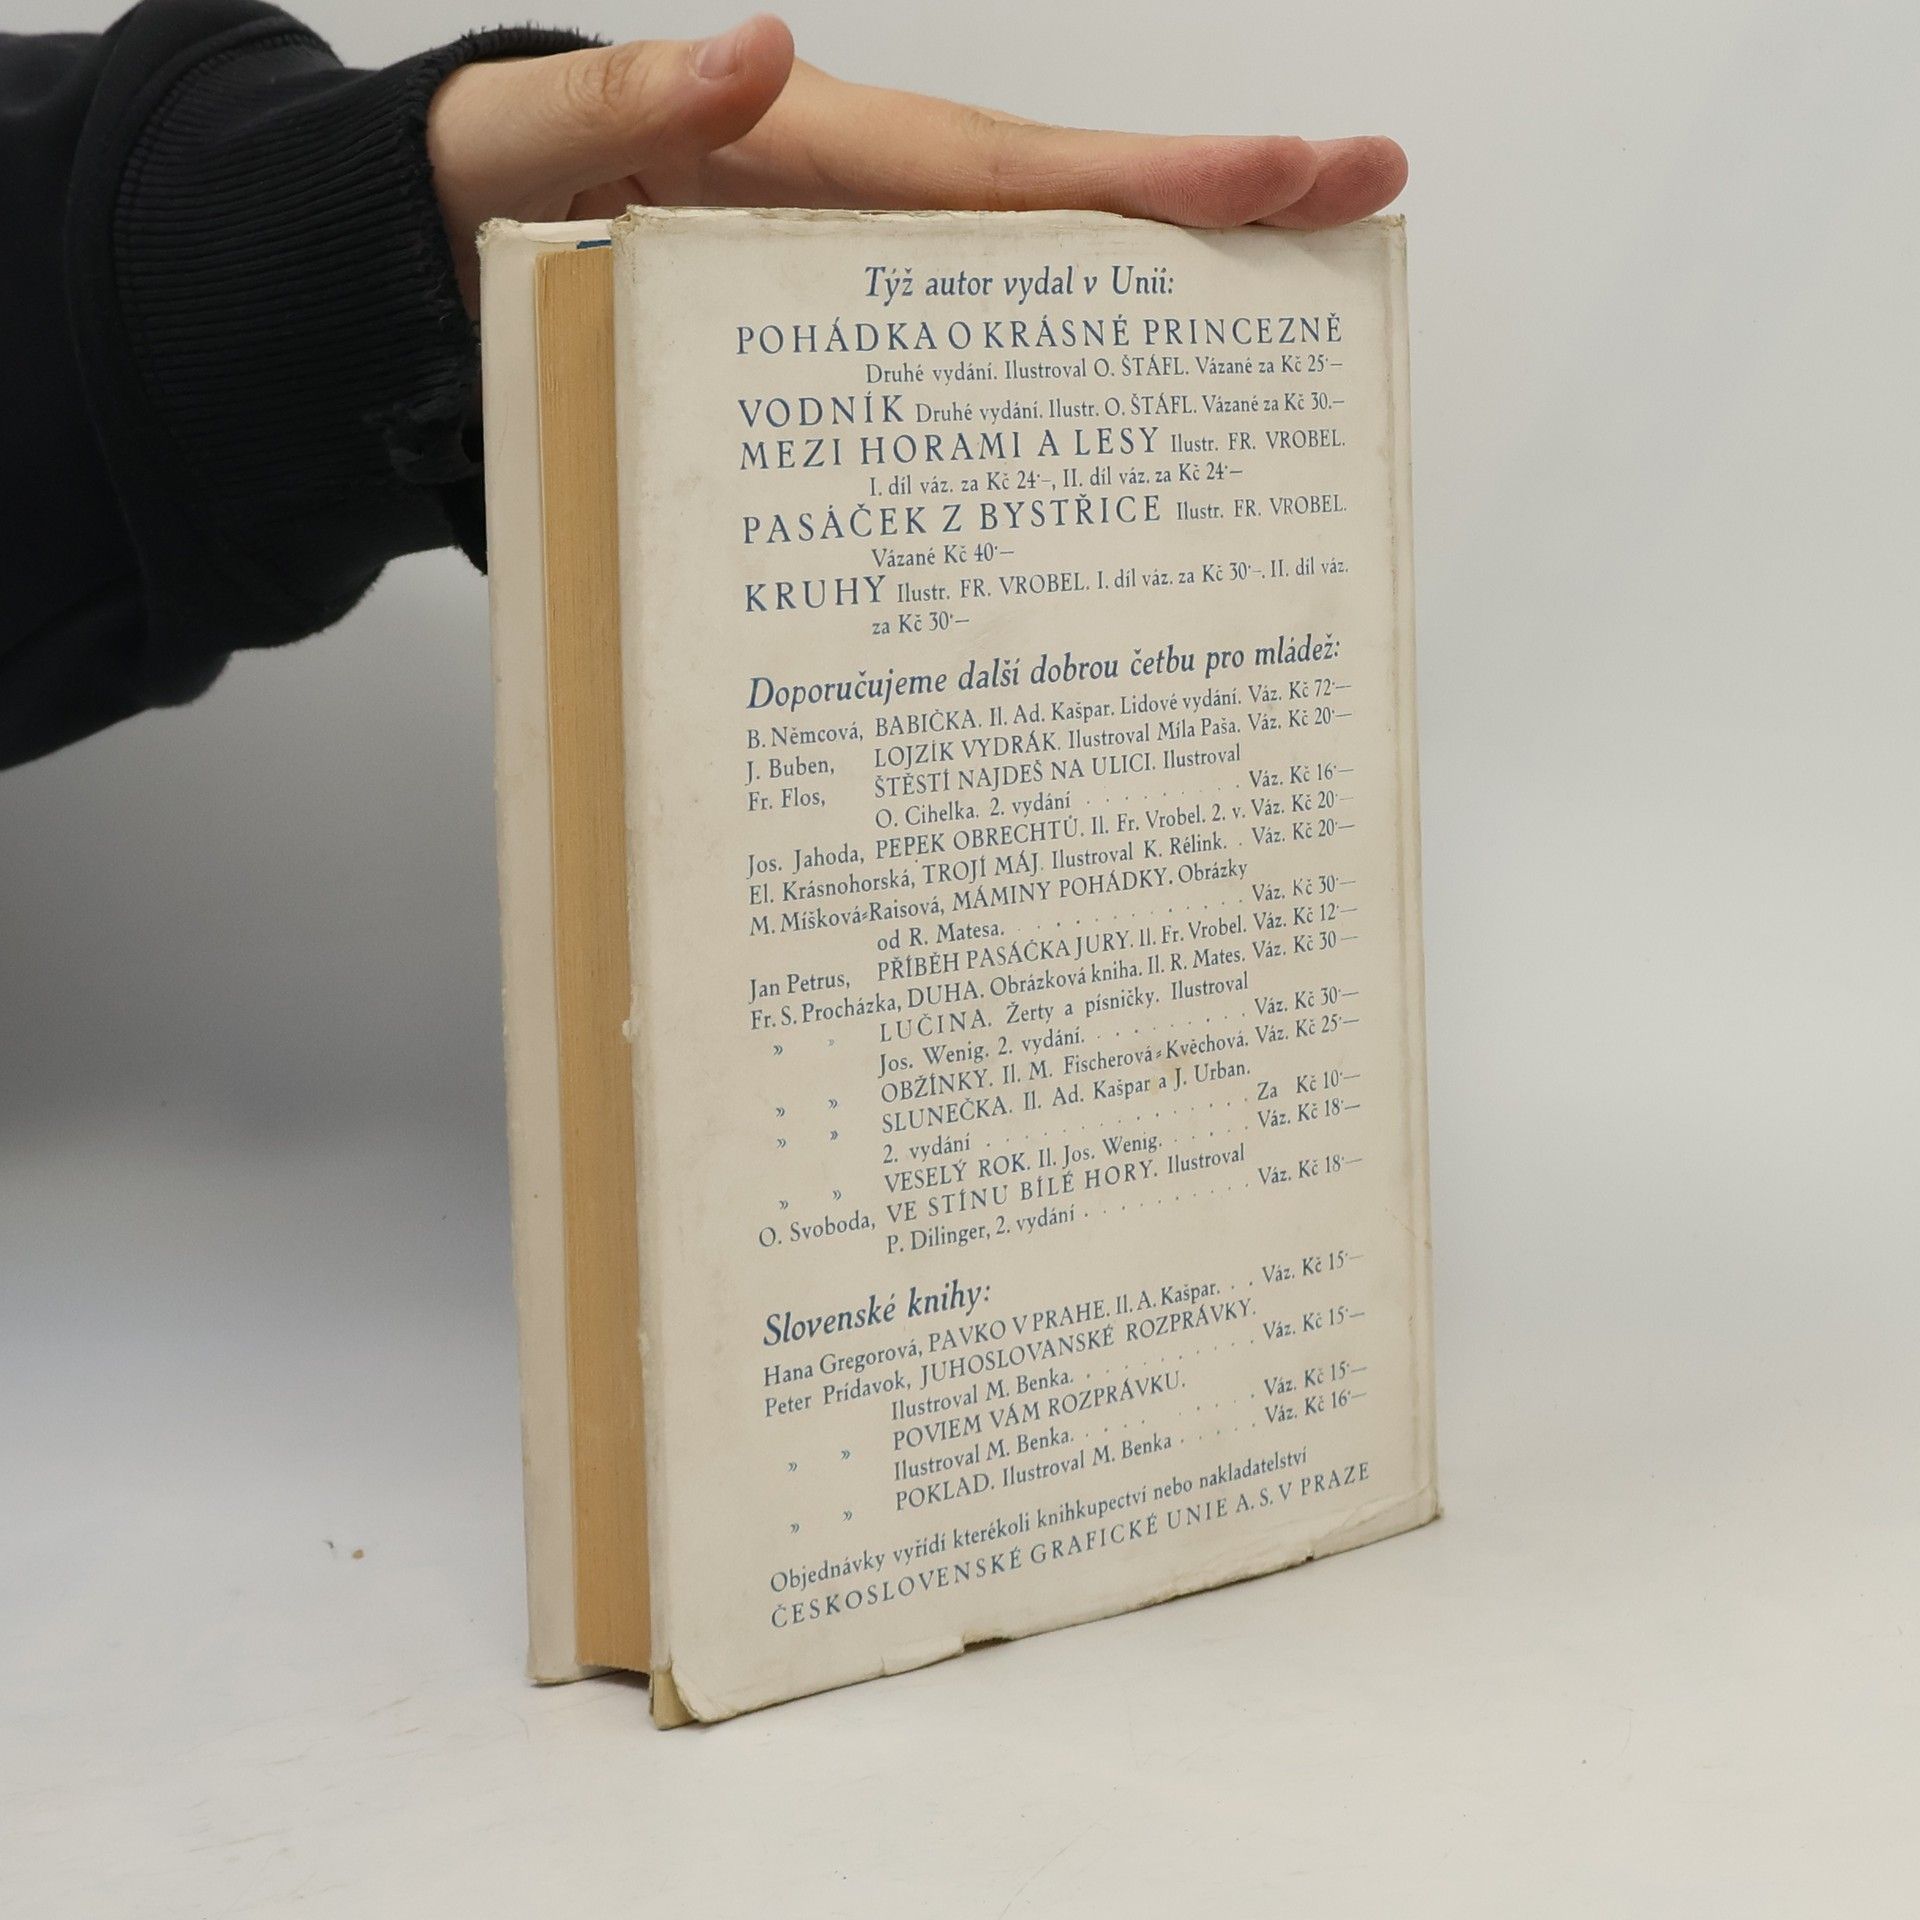 Týž autor vydal v Unii:
POHÁDKA O KRÁSNÉ PRINCEZNĚ
Druhé vydání. Ilustroval O. ŠTÁFL. Vázané za Kč 25·—
VODNÍK Druhé vydání. Ilustr. O. ŠTÁFL. Vázané za Kč 30.—
MEZI HORAMI A LESY Ilustr. FR. VROBEL.
I. díl váz. za Kč 24·—, II. díl váz. za Kč 24·—
PASÁČEK Z BYSTŘICE Ilustr. FR. VROBEL.
Vázané Kč 40·—
KRUHY Ilustr. FR. VROBEL. I. díl váz. za Kč 30·—. II. díl váz.
za Kč 30·—
Doporučujeme další dobrou četbu pro mládež:
B. Němcová, BABIČKA. Il. Ad. Kašpar. Lidové vydání. Váz. Kč 72·—
J. Buben, LOJZÍK VYDRÁK. Ilustroval Míla Paša. Váz. Kč 20·—
Fr. Flos, ŠTĚSTÍ NAJDEŠ NA ULICI. Ilustroval
O. Cihelka. 2. vydání . . . . . . . Váz. Kč 16·—
Jos. Jahoda, PEPEK OBRECHTŮ. Il. Fr. Vrobel. 2. v. Váz. Kč 20·—
El. Krásnohorská, TROJÍ MÁJ. Ilustroval K. Rélink. . Váz. Kč 20·—
M. Míšková-Raisová, MÁMINY POHÁDKY. Obrázky
od R. Matesa. . . . . . . . . . . Váz. Kč 30·—
Jan Petrus, PŘÍBĚH PASÁČKA JURY. Il. Fr. Vrobel. Váz. Kč 12·—
Fr. S. Procházka, DUHA. Obrázková kniha. Il. R. Mates. Váz. Kč 30 —
» » LUČINA. Žerty a písničky. Ilustroval
Jos. Wenig. 2. vydání. . . . . . . . Váz. Kč 30·—
» » OBŽÍNKY. Il. M. Fischerová-Kvěchová. Váz. Kč 25·—
» » SLUNEČKA. Il. Ad. Kašpar a J. Urban.
2. vydání . . . . . . . . . . . . Za Kč 10·—
» » VESELÝ ROK. Il. Jos. Wenig. . . . . . Váz. Kč 18·—
O. Svoboda, VE STÍNU BÍLÉ HORY. Ilustroval
P. Dilinger, 2. vydání . . . . . . . . Váz. Kč 18·—
Slovenské knihy:
Hana Gregorová, PAVKO V PRAHE. Il. A. Kašpar. . . Váz. Kč 15·—
Peter Prídavok, JUHOSLOVANSKÉ ROZPRÁVKY.
Ilustroval M. Benka. . . . . . . . . . Váz. Kč 15·—
» » POVIEM VÁM ROZPRÁVKU.
Ilustroval M. Benka. . . . . . . . . . Váz. Kč 15·—
» » POKLAD. Ilustroval M. Benka . . . . . Váz. Kč 16·—
Objednávky vyřídí kterékoli knihkupectví nebo nakladatelství
ČESKOSLOVENSKÉ GRAFICKÉ UNIE A. S. V PRAZE